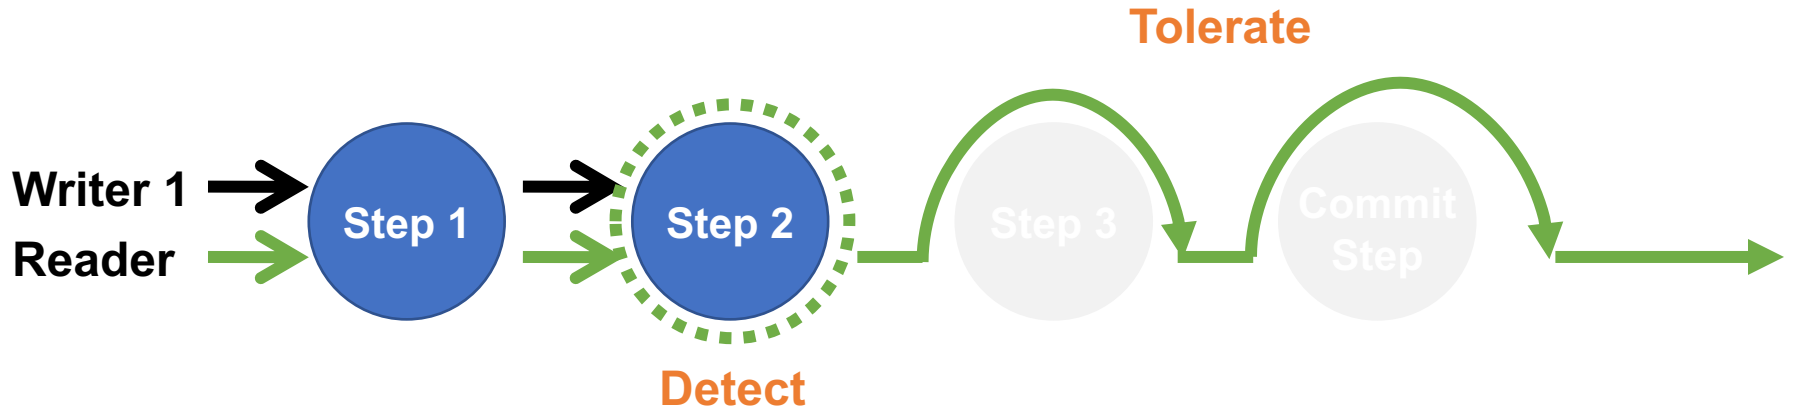 Tolerate
Writer 1
Reader
Step 1
Step 2
Step 3
Commit
Step
Detect